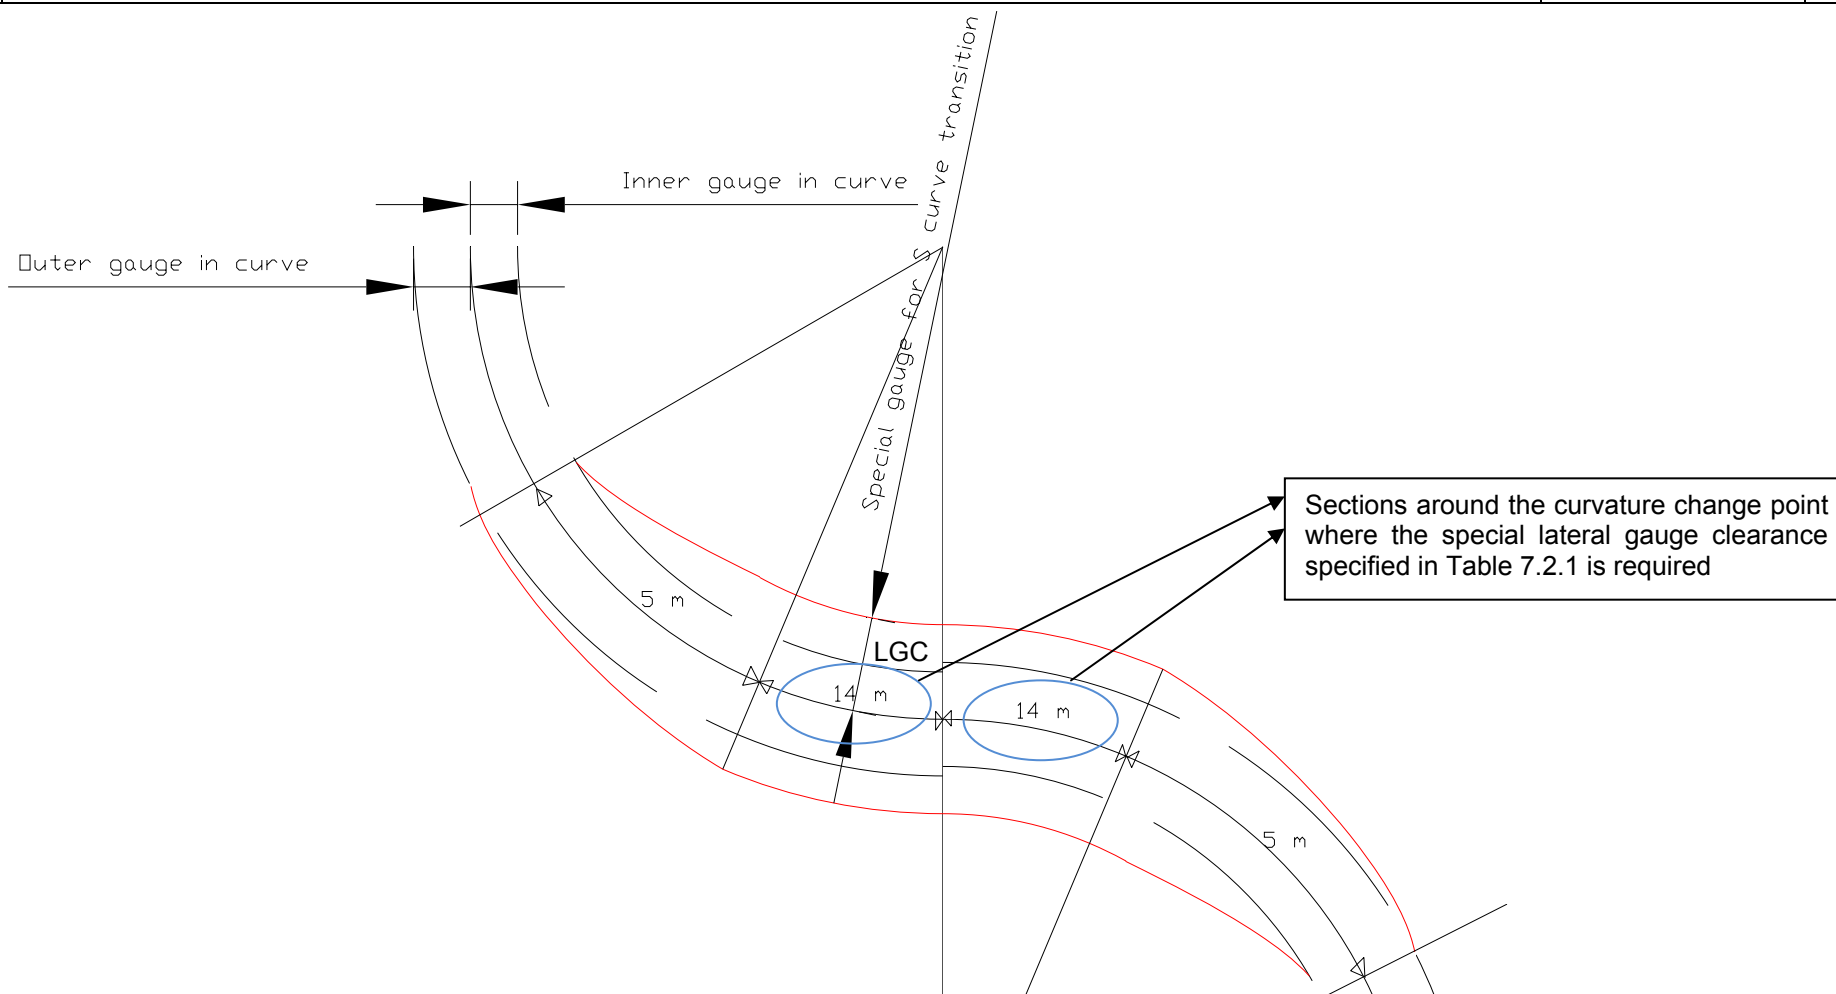 Special gauge for S curve transition
Inner gauge in curve
Outer gauge in curve
Sections around the curvature change point
where the special lateral gauge clearance
specified in Table 7.2.1 is required
5 m
LGC
14 m
14 m
5 m